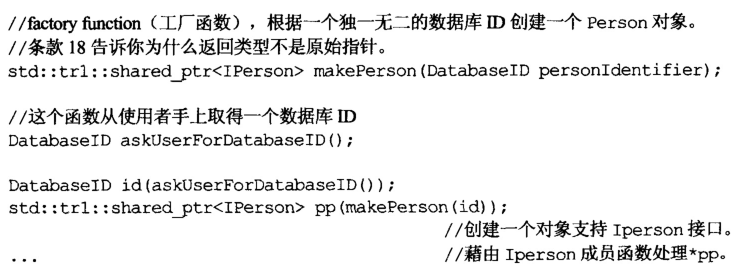 //factory function（工厂函数），根据一个独一无二的数据库 ID 创建一个 Person 对象。
//条款 18 告诉你为什么返回类型不是原始指针。
std::tr1::shared_ptr<IPerson> makePerson(DatabaseID personIdentifier);
//这个函数从使用者手上取得一个数据库 ID
DatabaseID askUserForDatabaseID();
DatabaseID id(askUserForDatabaseID());
std::tr1::shared_ptr<IPerson> pp(makePerson(id));
//创建一个对象支持 Iperson 接口。
... //藉由 Iperson 成员函数处理*pp。